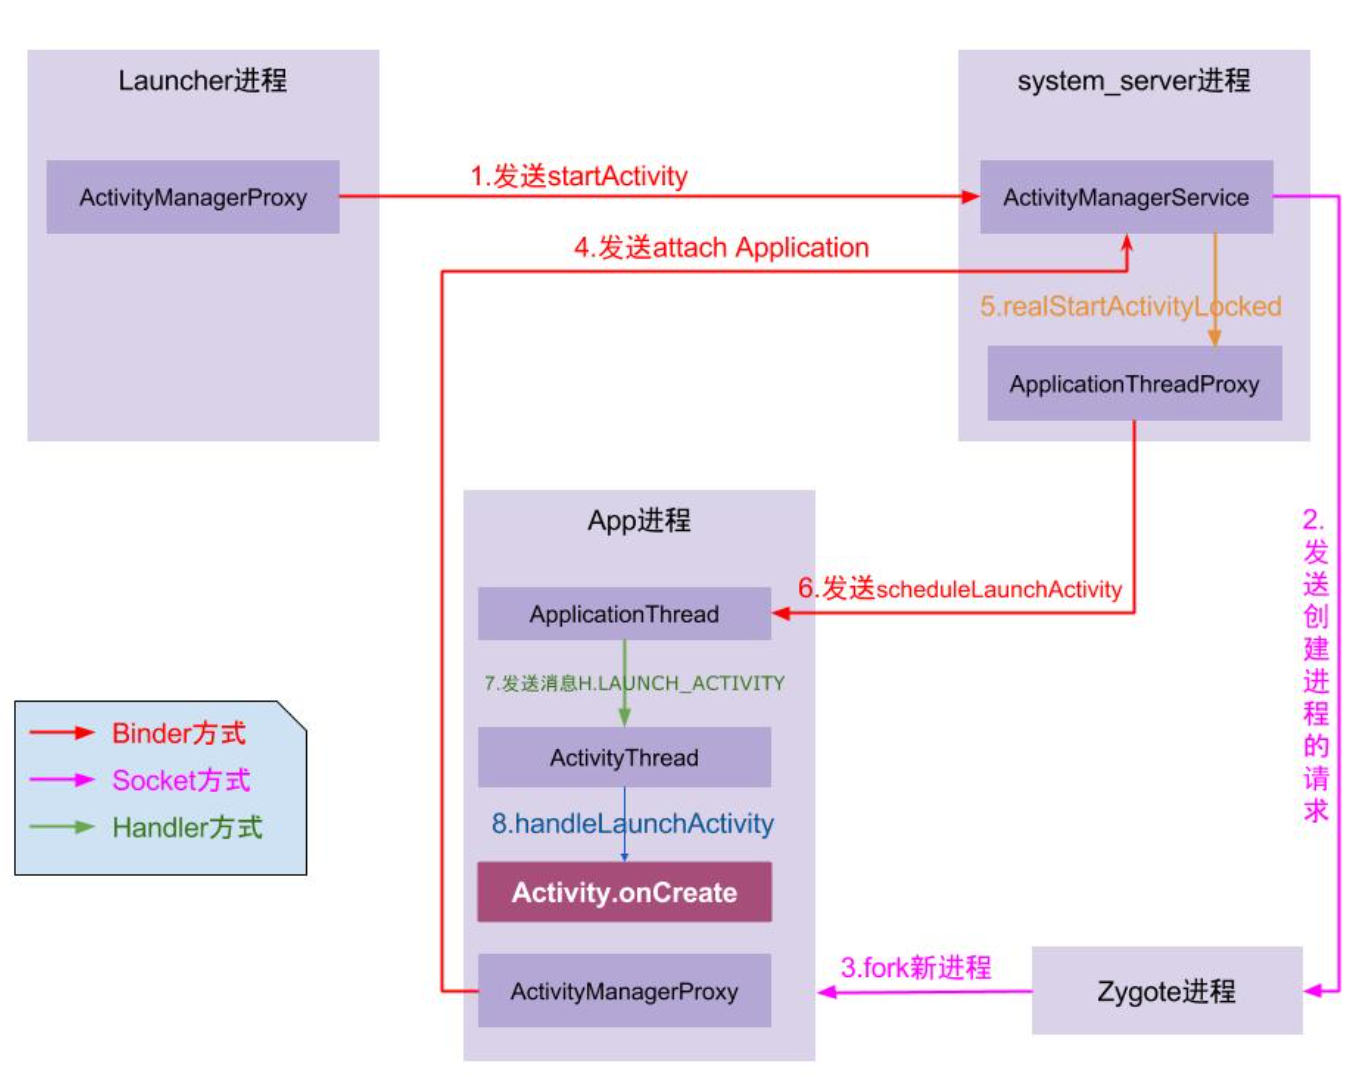 Launcher进程
system_server进程
ActivityManagerProxy
1.发送startActivity
ActivityManagerService
4.发送attach Application
5.realStartActivityLocked
ApplicationThreadProxy
App进程
2.
发
送
创
建
进
程
的
请
求
6.发送scheduleLaunchActivity
ApplicationThread
7.发送消息H.LAUNCH_ACTIVITY
ActivityThread
8.handleLaunchActivity
Activity.onCreate
ActivityManagerProxy
3.fork新进程
Zygote进程
Binder方式
Socket方式
Handler方式